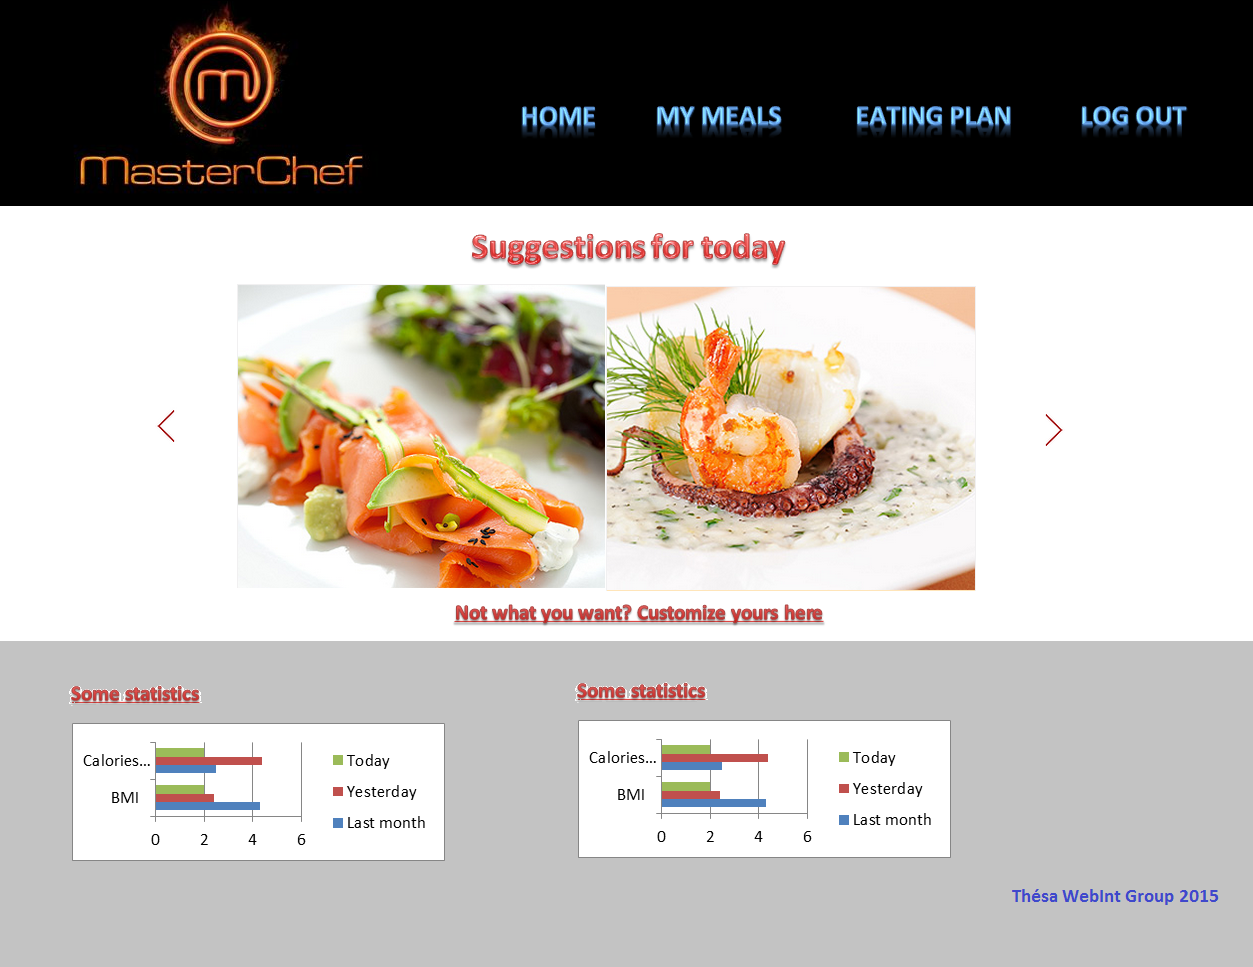 m
MasterChef
HOME MY MEALS EATING PLAN LOG OUT
Suggestions for today
Not what you want? Customize yours here
Some statistics
Calories...
BMI
0 2 4 6
Today
Yesterday
Last month
Some statistics
Calories...
BMI
0 2 4 6
Today
Yesterday
Last month
Thésa WebInt Group 2015